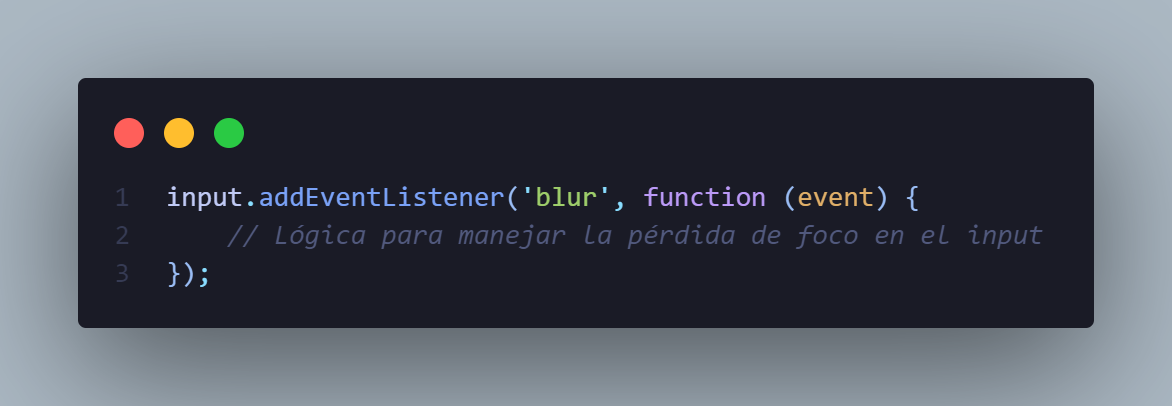 1 input.addEventListener('blur', function (event) {
2     // Lógica para manejar la pérdida de foco en el input
3 });